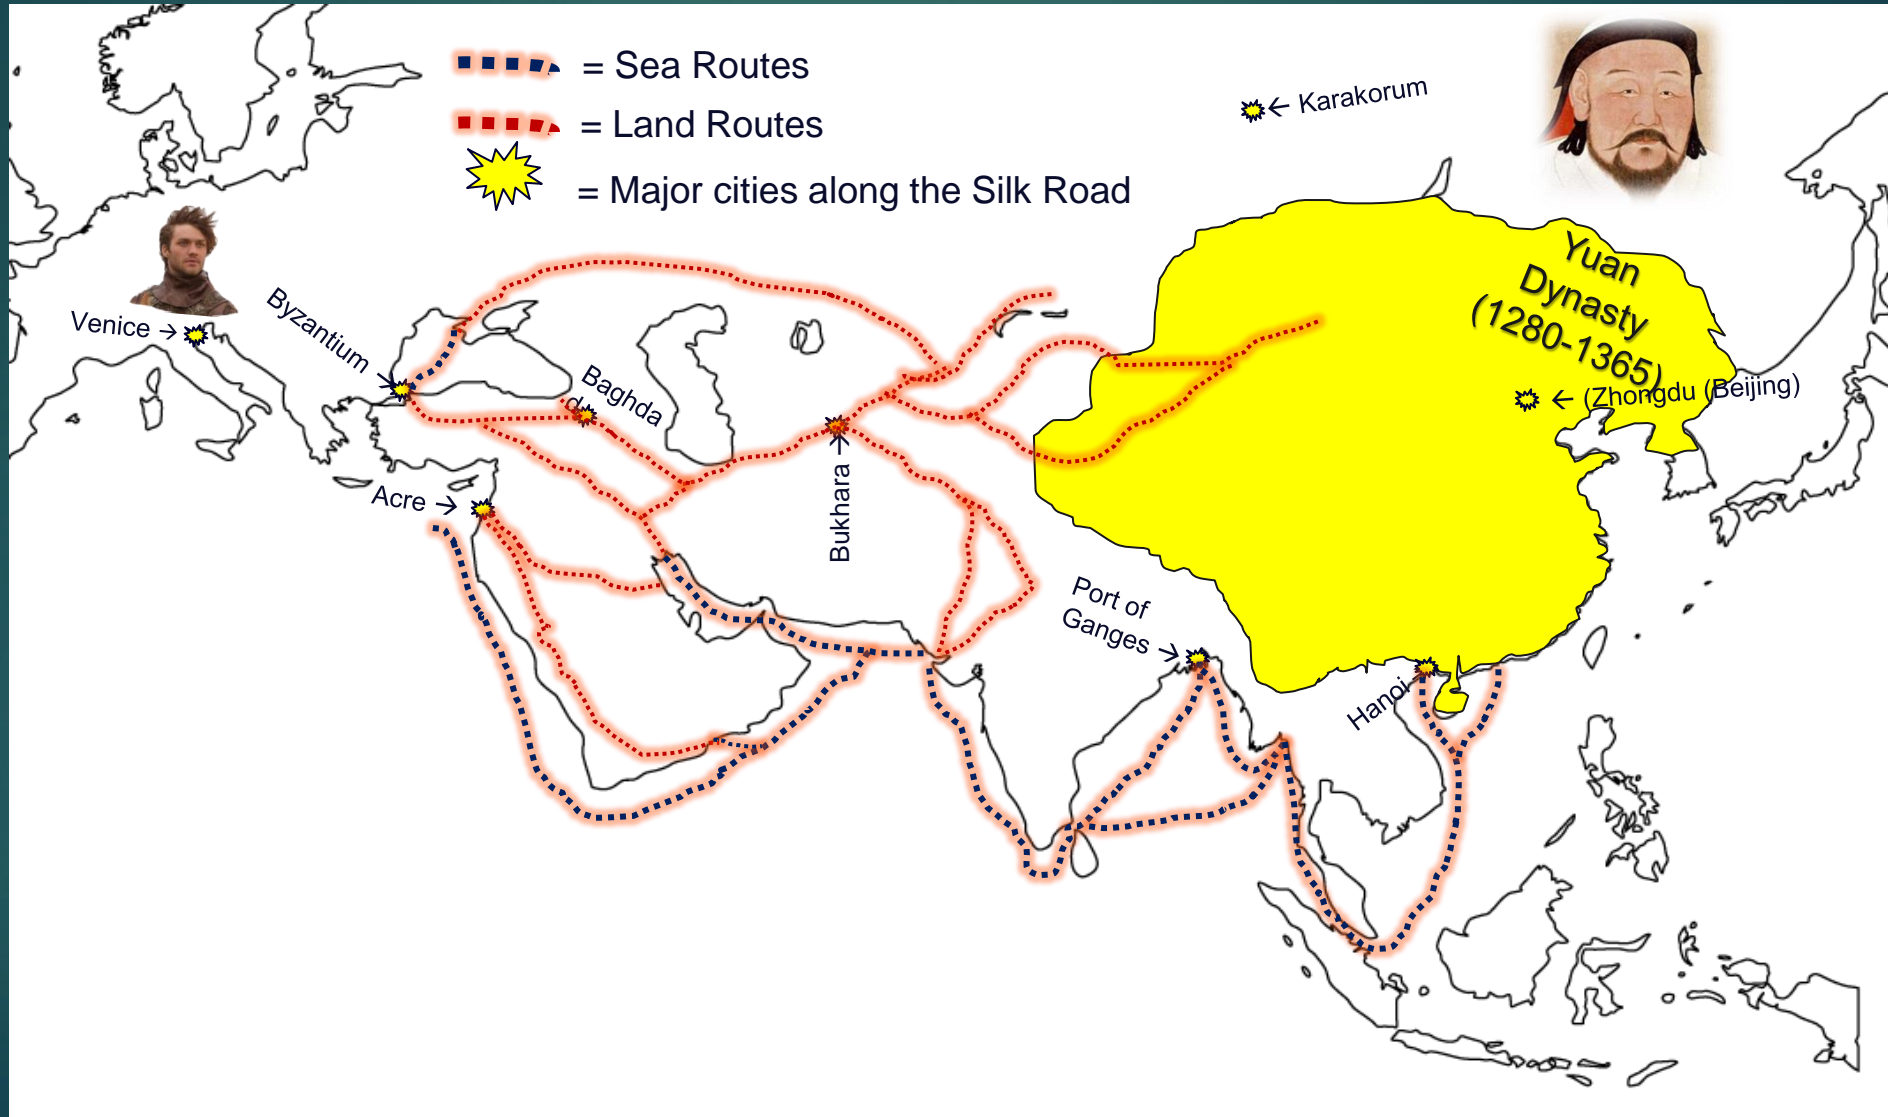 = Sea Routes
= Land Routes
= Major cities along the Silk Road
← Karakorum
Yuan
Dynasty
(1280-1365)
← (Zhongdu (Beijing)
Venice →
Byzantium
Baghda
d
Acre →
Bukhara →
Port of
Ganges →
Hanoi